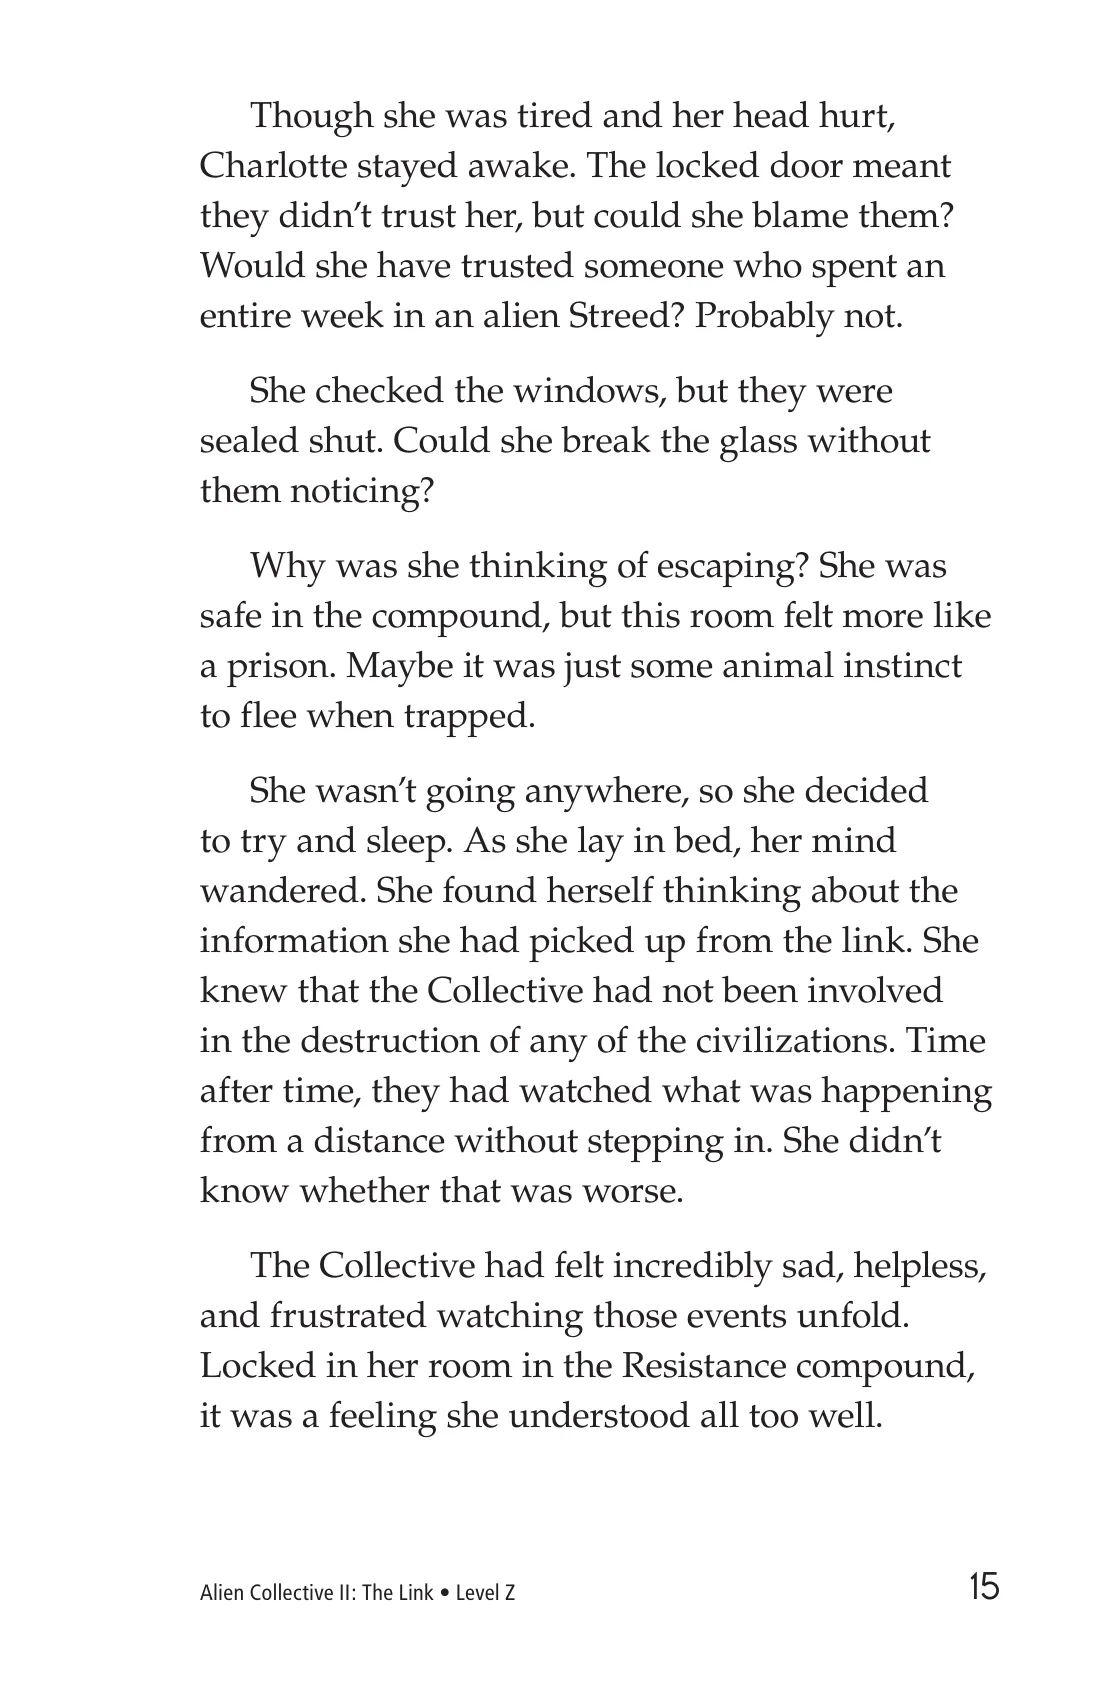 Though she was tired and her head hurt,
Charlotte stayed awake. The locked door meant
they didn’t trust her, but could she blame them?
Would she have trusted someone who spent an
entire week in an alien Streed? Probably not.
She checked the windows, but they were
sealed shut. Could she break the glass without
them noticing?
Why was she thinking of escaping? She was
safe in the compound, but this room felt more like
a prison. Maybe it was just some animal instinct
to flee when trapped.
She wasn’t going anywhere, so she decided
to try and sleep. As she lay in bed, her mind
wandered. She found herself thinking about the
information she had picked up from the link. She
knew that the Collective had not been involved
in the destruction of any of the civilizations. Time
after time, they had watched what was happening
from a distance without stepping in. She didn’t
know whether that was worse.
The Collective had felt incredibly sad, helpless,
and frustrated watching those events unfold.
Locked in her room in the Resistance compound,
it was a feeling she understood all too well.
Alien Collective II: The Link • Level Z
15